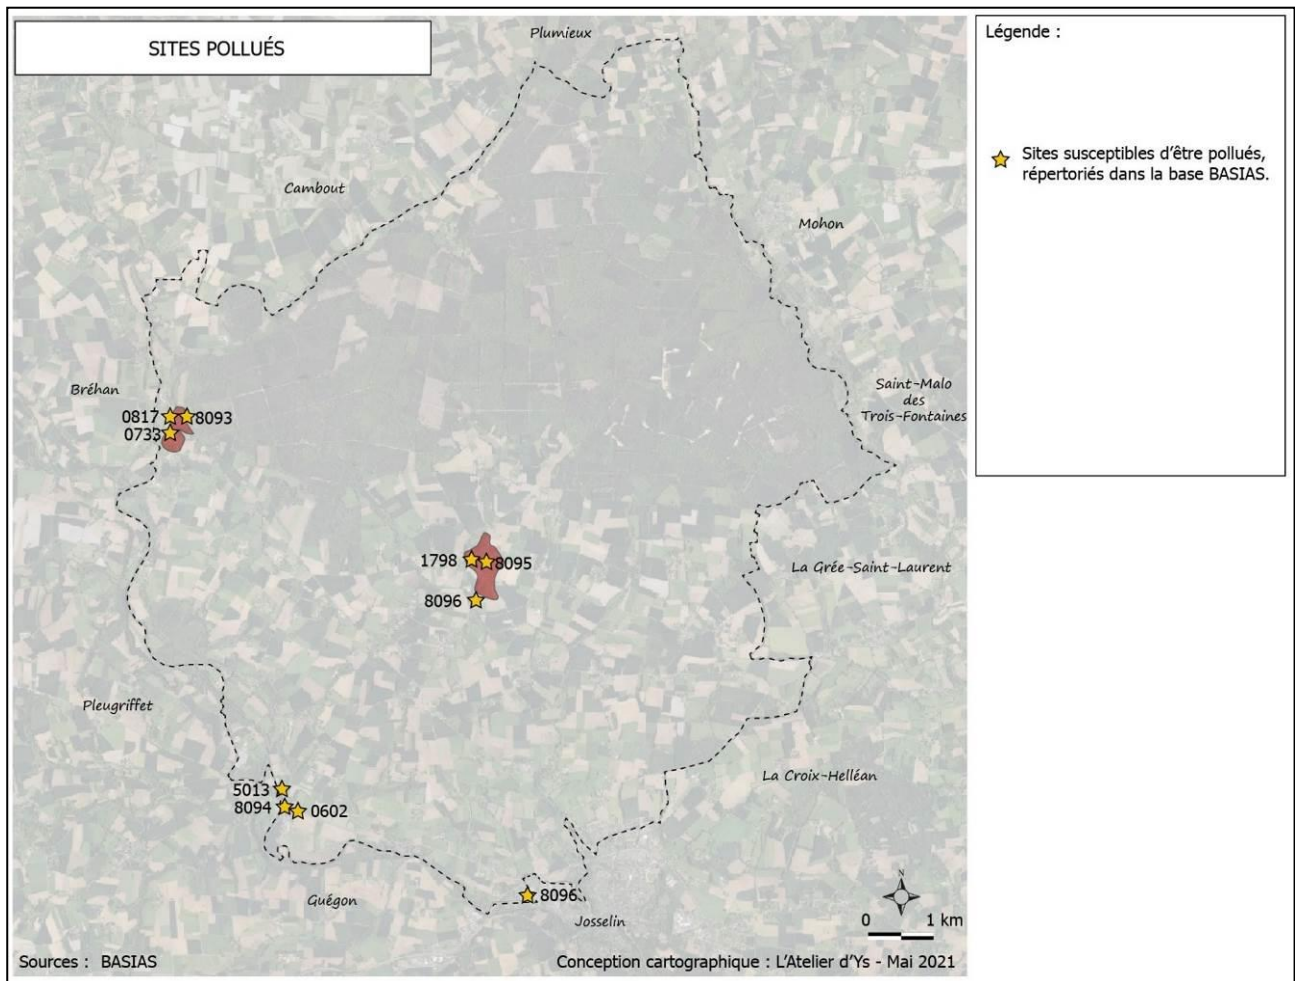 SITES POLLUÉS
Plumieux
Légende :
Sites susceptibles d'être pollués,
répertoriés dans la base BASIAS.
Cambout
Mohon
Bréhan
Saint-Malo
des
Trois-Fontaines
0817
8093
0733
1798
8095
La Grée-Saint-Laurent
8096
Pleugriffet
La Croix-Helléan
5013
8094
0602
Guégon
8096
Josselin
N
0 1 km
Sources : BASIAS
Conception cartographique : L'Atelier d'Ys - Mai 2021